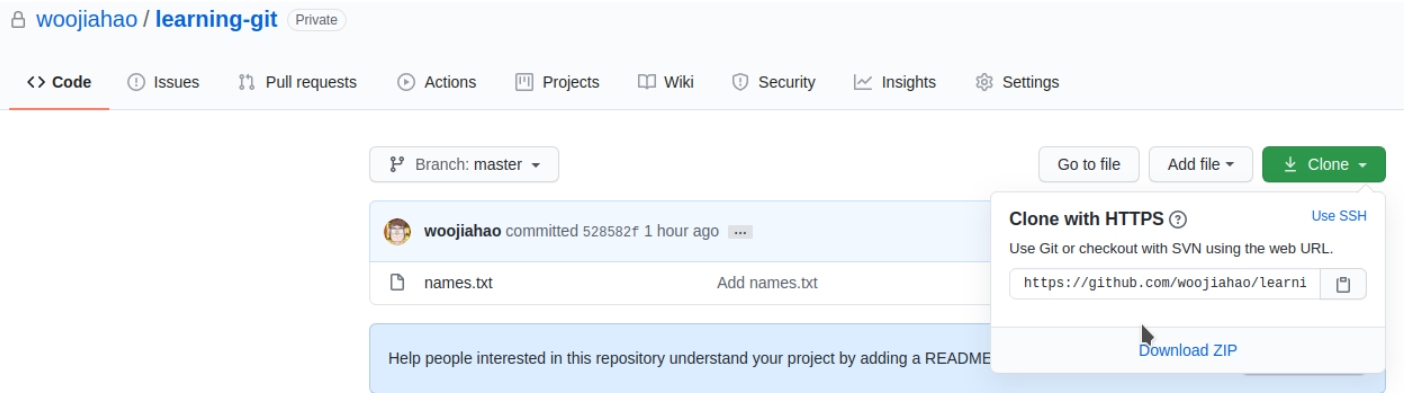 woojiahao / learning-git Private
Code Issues Pull requests Actions Projects Wiki Security Insights Settings
Branch: master Go to file Add file Clone
woojiahao committed 528582f 1 hour ago ...
names.txt Add names.txt
Help people interested in this repository understand your project by adding a README
Clone with HTTPS Use SSH
Use Git or checkout with SVN using the web URL.
https://github.com/woojiahao/learni
Download ZIP